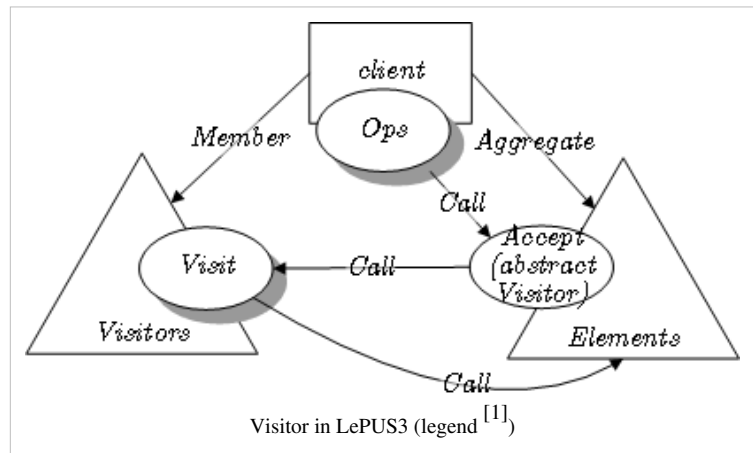 client
Ops
Member
Aggregate
Call
Accept
(abstract
Visitor)
Visit
Call
Visitors
Elements
Call
Visitor in LePUS3 (legend [1])